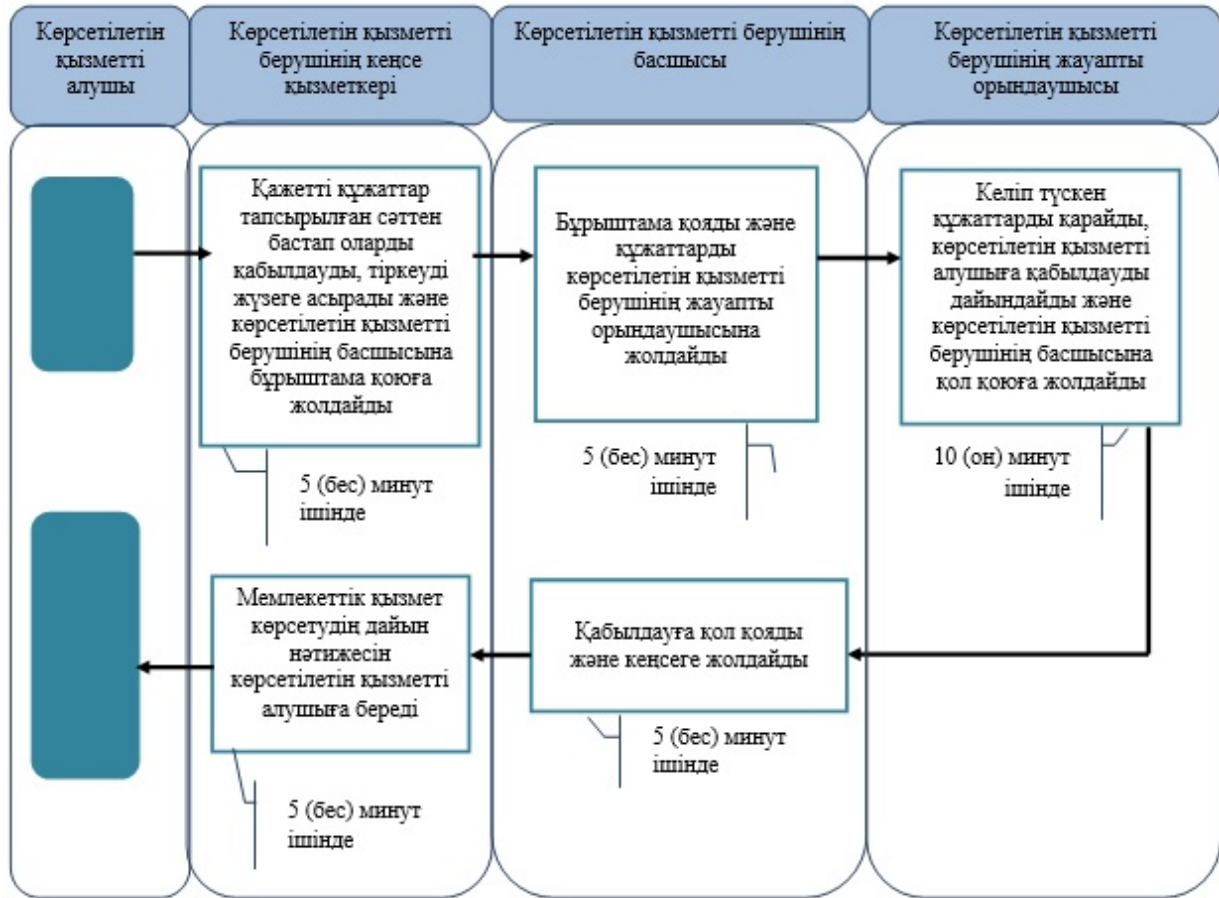 Көрсетілетін
қызметті
алушы
Көрсетілетін қызметті
берушінің кеңсе
қызметкері
Көрсетілетін қызметті берушінің
басшысы
Көрсетілетін қызметті
берушінің жауапты
орындаушысы
Қажетті құжаттар
тапсырылған сәттен
бастап оларды
қабылдауды, тіркеуді
жүзеге асырады және
көрсетілетін қызметті
берушінің басшысына
бұрыштама қоюға
жолдайды
5 (бес) минут
ішінде
Бұрыштама қояды және
құжаттарды
көрсетілетін қызметті
берушінің жауапты
орындаушысына
жолдайды
5 (бес) минут
ішінде
Келіп түскен
құжаттарды қарайды,
көрсетілетін қызметті
алушыға қабылдауды
дайындайды және
көрсетілетін қызметті
берушінің басшысына
қол қоюға жолдайды
10 (он) минут
ішінде
Қабылдауға қол қояды
және кеңсеге жолдайды
5 (бес) минут
ішінде
Мемлекеттік қызмет
көрсетудің дайын
нәтижесін
көрсетілетін қызметті
алушыға береді
5 (бес) минут
ішінде